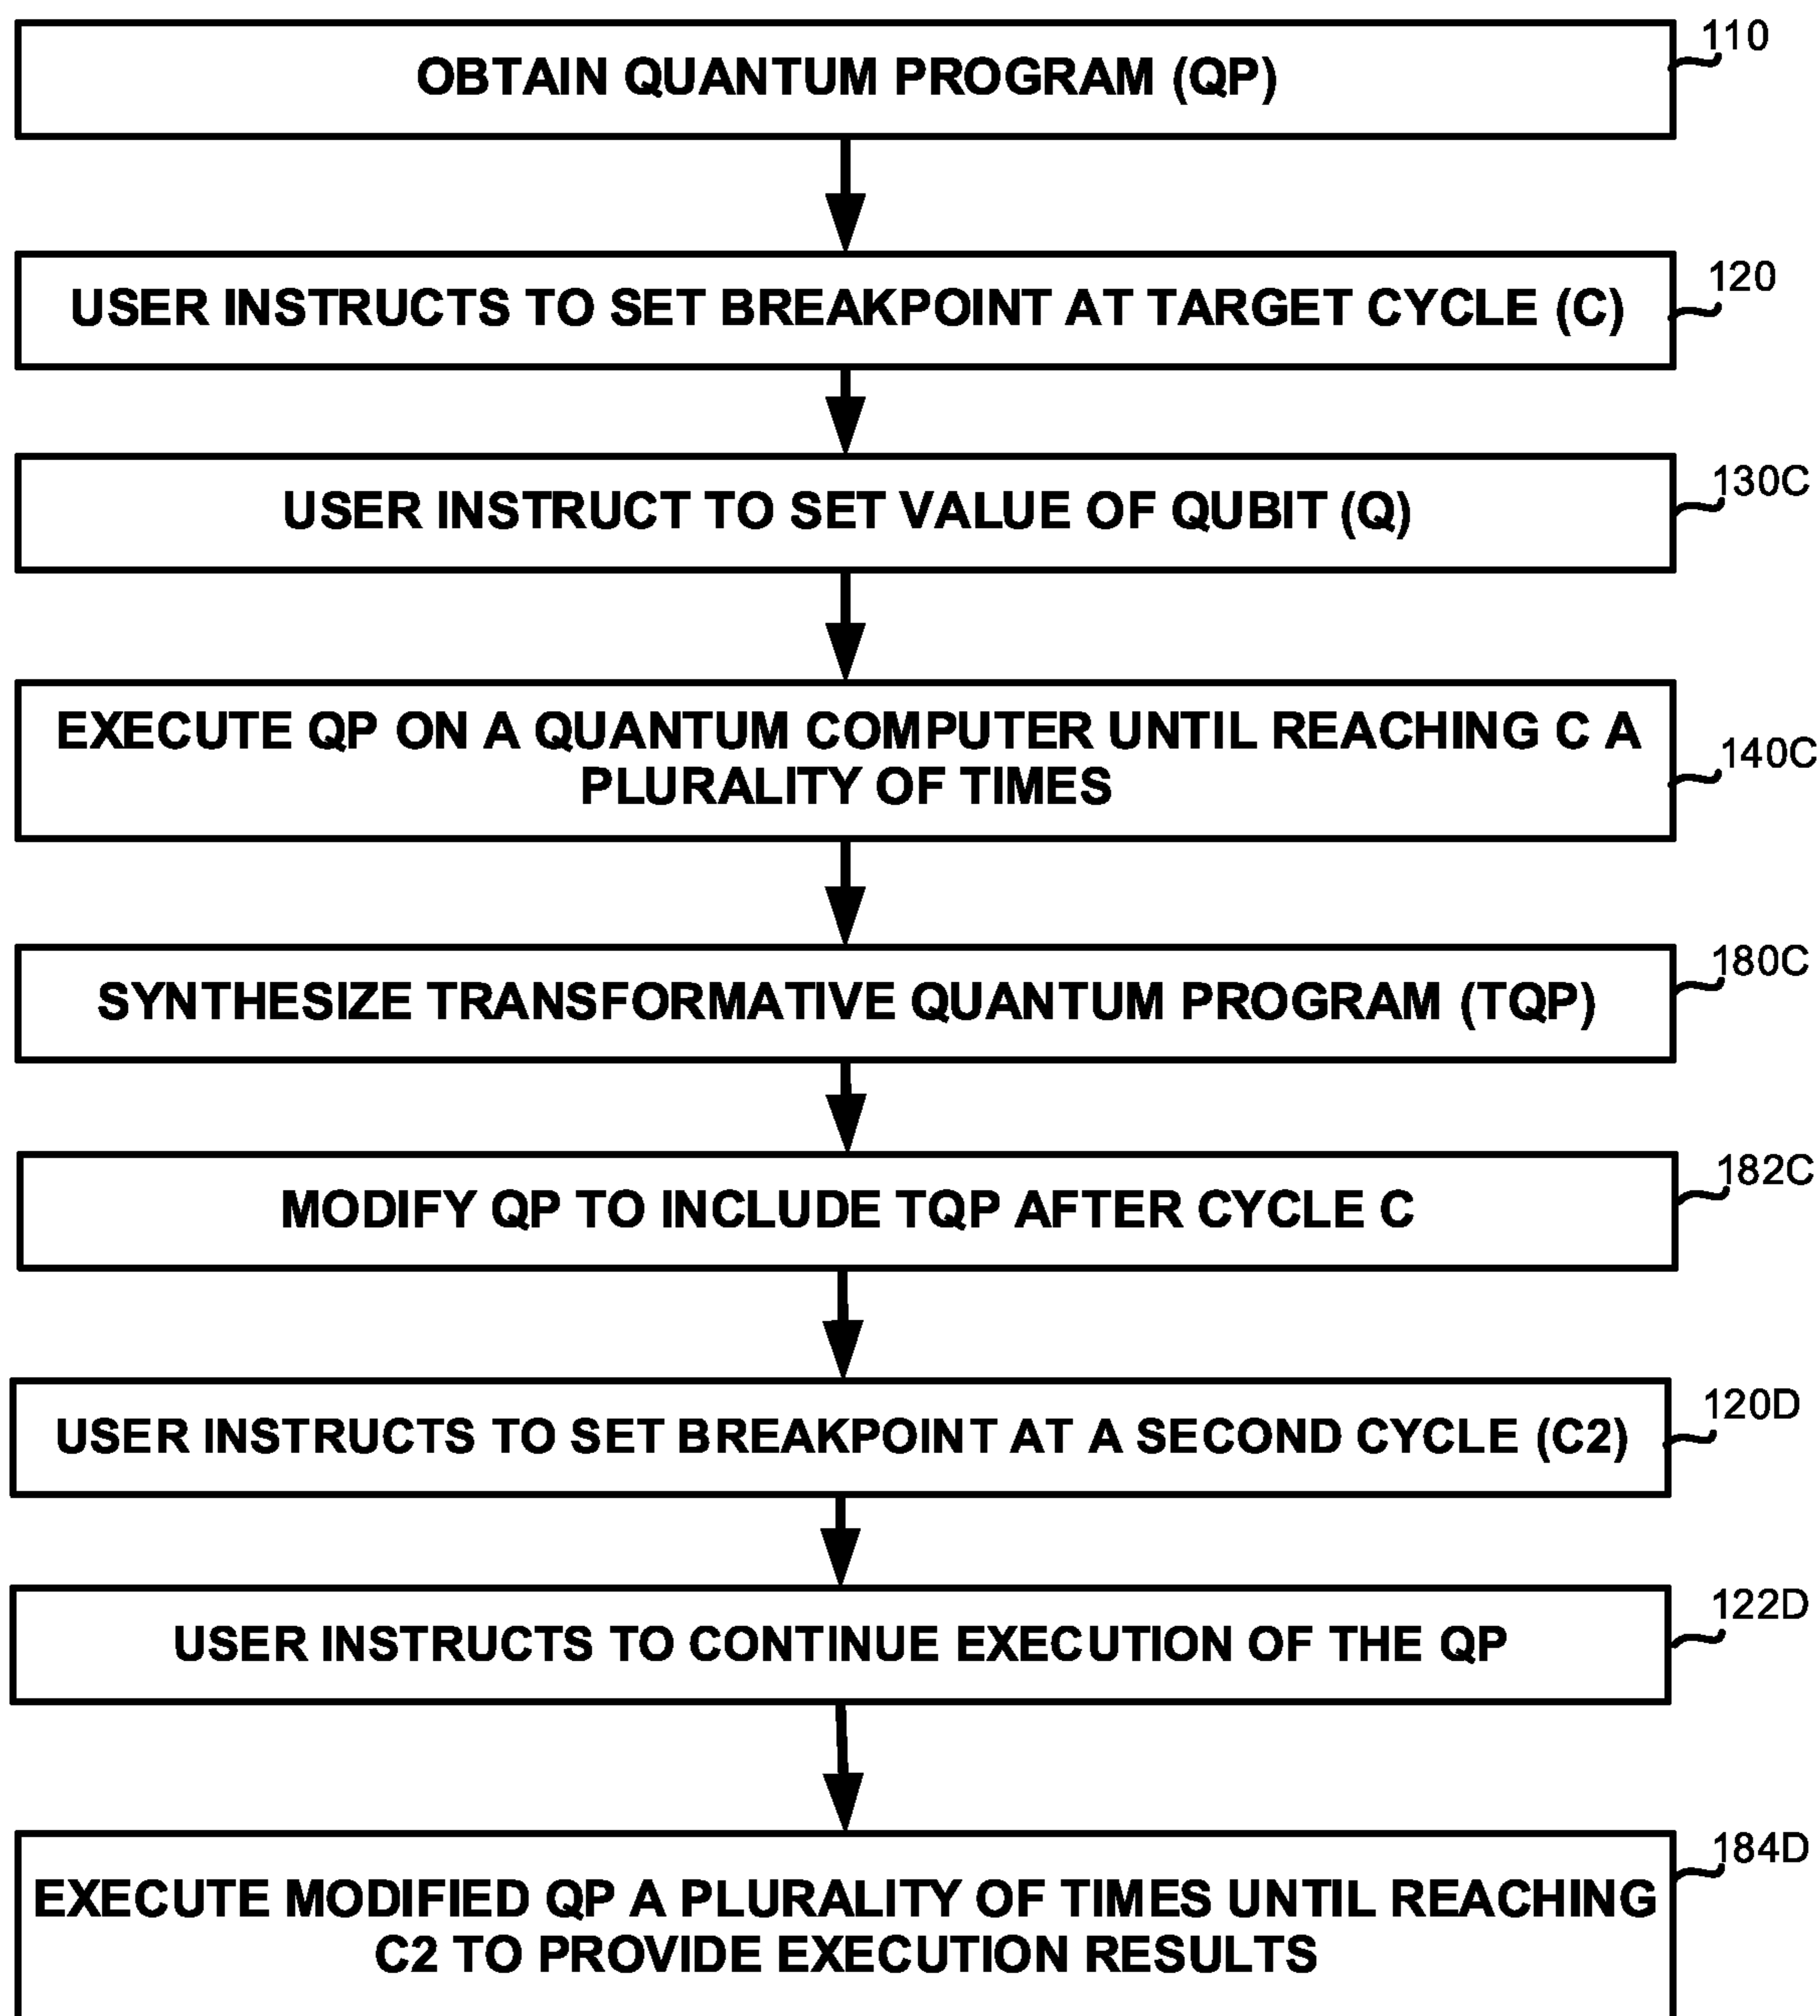 OBTAIN QUANTUM PROGRAM (QP)
110
USER INSTRUCTS TO SET BREAKPOINT AT TARGET CYCLE (C)
120
USER INSTRUCT TO SET VALUE OF QUBIT (Q)
130C
EXECUTE QP ON A QUANTUM COMPUTER UNTIL REACHING C A
PLURALITY OF TIMES
140C
SYNTHESIZE TRANSFORMATIVE QUANTUM PROGRAM (TQP)
180C
MODIFY QP TO INCLUDE TQP AFTER CYCLE C
182C
USER INSTRUCTS TO SET BREAKPOINT AT A SECOND CYCLE (C2)
120D
USER INSTRUCTS TO CONTINUE EXECUTION OF THE QP
122D
EXECUTE MODIFIED QP A PLURALITY OF TIMES UNTIL REACHING
C2 TO PROVIDE EXECUTION RESULTS
184D